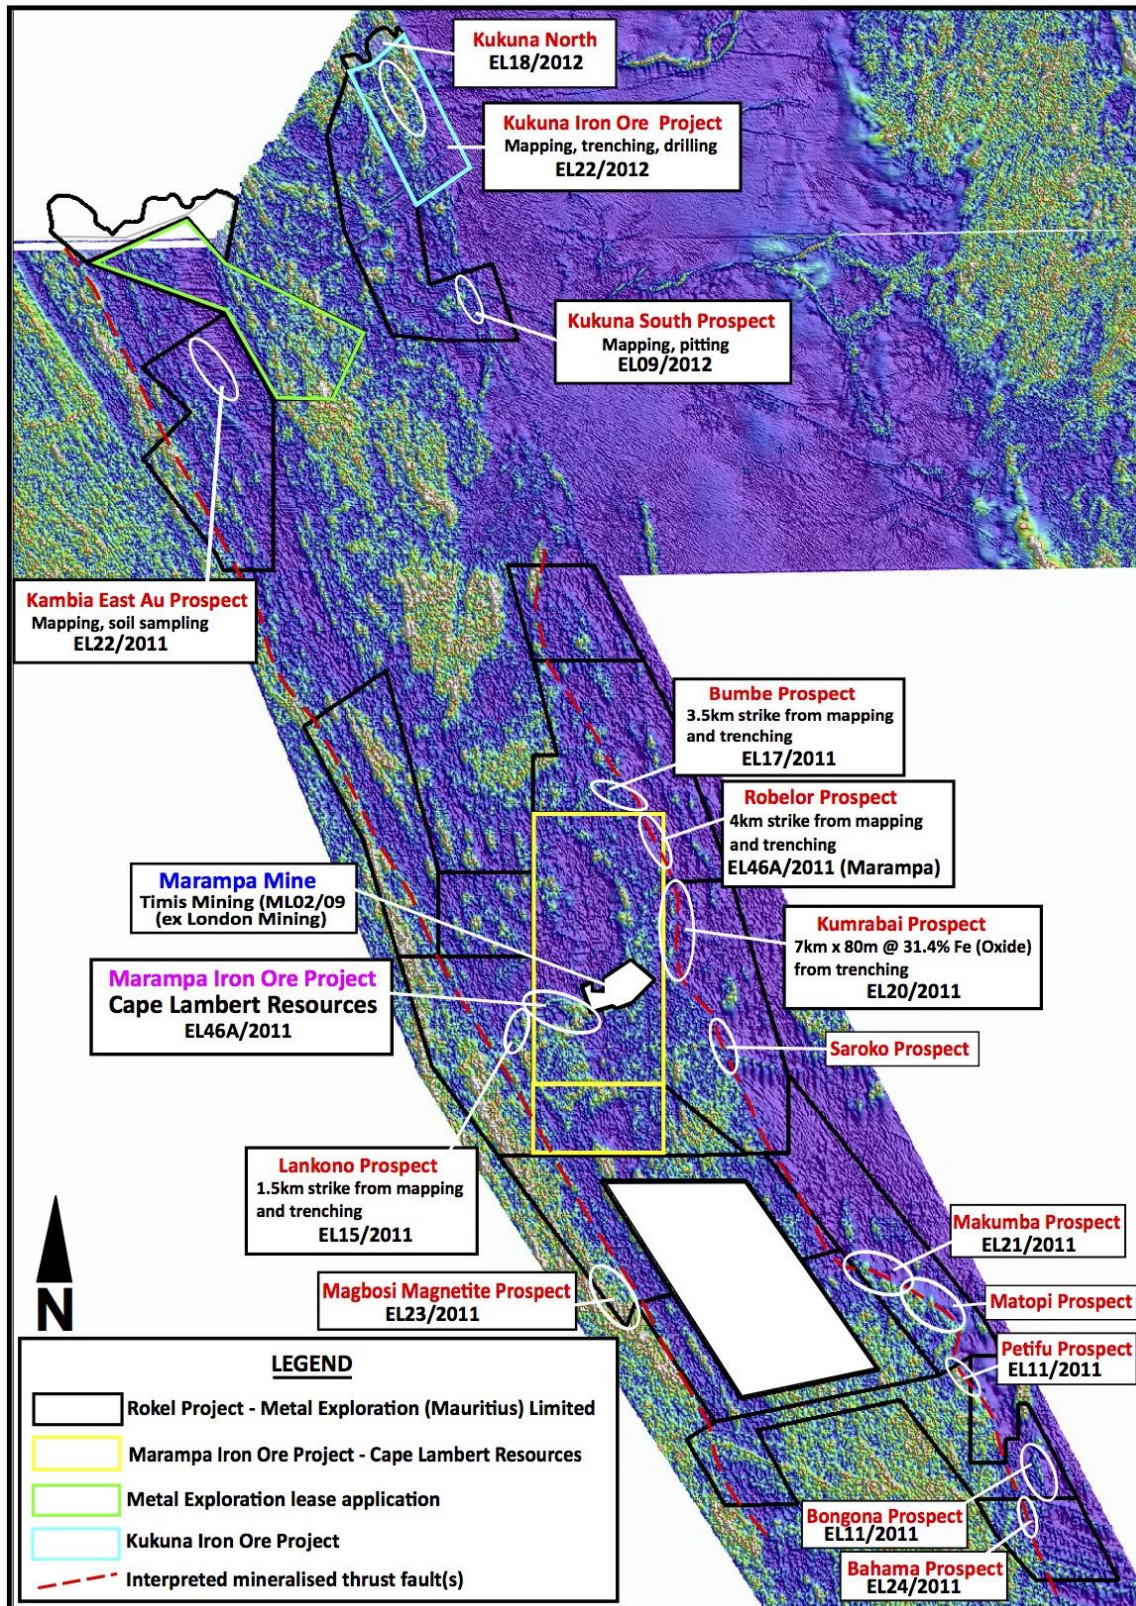 Kukuna North
EL18/2012
Kukuna Iron Ore Project
Mapping, trenching, drilling
EL22/2012
Kukuna South Prospect
Mapping, pitting
EL09/2012
Kambia East Au Prospect
Mapping, soil sampling
EL22/2011
Bumbe Prospect
3.5km strike from mapping
and trenching
EL17/2011
Robelor Prospect
4km strike from mapping
and trenching
EL46A/2011 (Marampa)
Marampa Mine
Timis Mining (ML02/09
(ex London Mining)
Kumrabai Prospect
7km x 80m @ 31.4% Fe (Oxide)
from trenching
EL20/2011
Marampa Iron Ore Project
Cape Lambert Resources
EL46A/2011
Saroko Prospect
Lankono Prospect
1.5km strike from mapping
and trenching
EL15/2011
Makumba Prospect
EL21/2011
Magbosi Magnetite Prospect
EL23/2011
Matopi Prospect
Petifu Prospect
EL11/2011
N
LEGEND
Rokel Project - Metal Exploration (Mauritius) Limited
Marampa Iron Ore Project - Cape Lambert Resources
Metal Exploration lease application
Kukuna Iron Ore Project
Interpreted mineralised thrust fault(s)
Bongona Prospect
EL11/2011
Bahama Prospect
EL24/2011